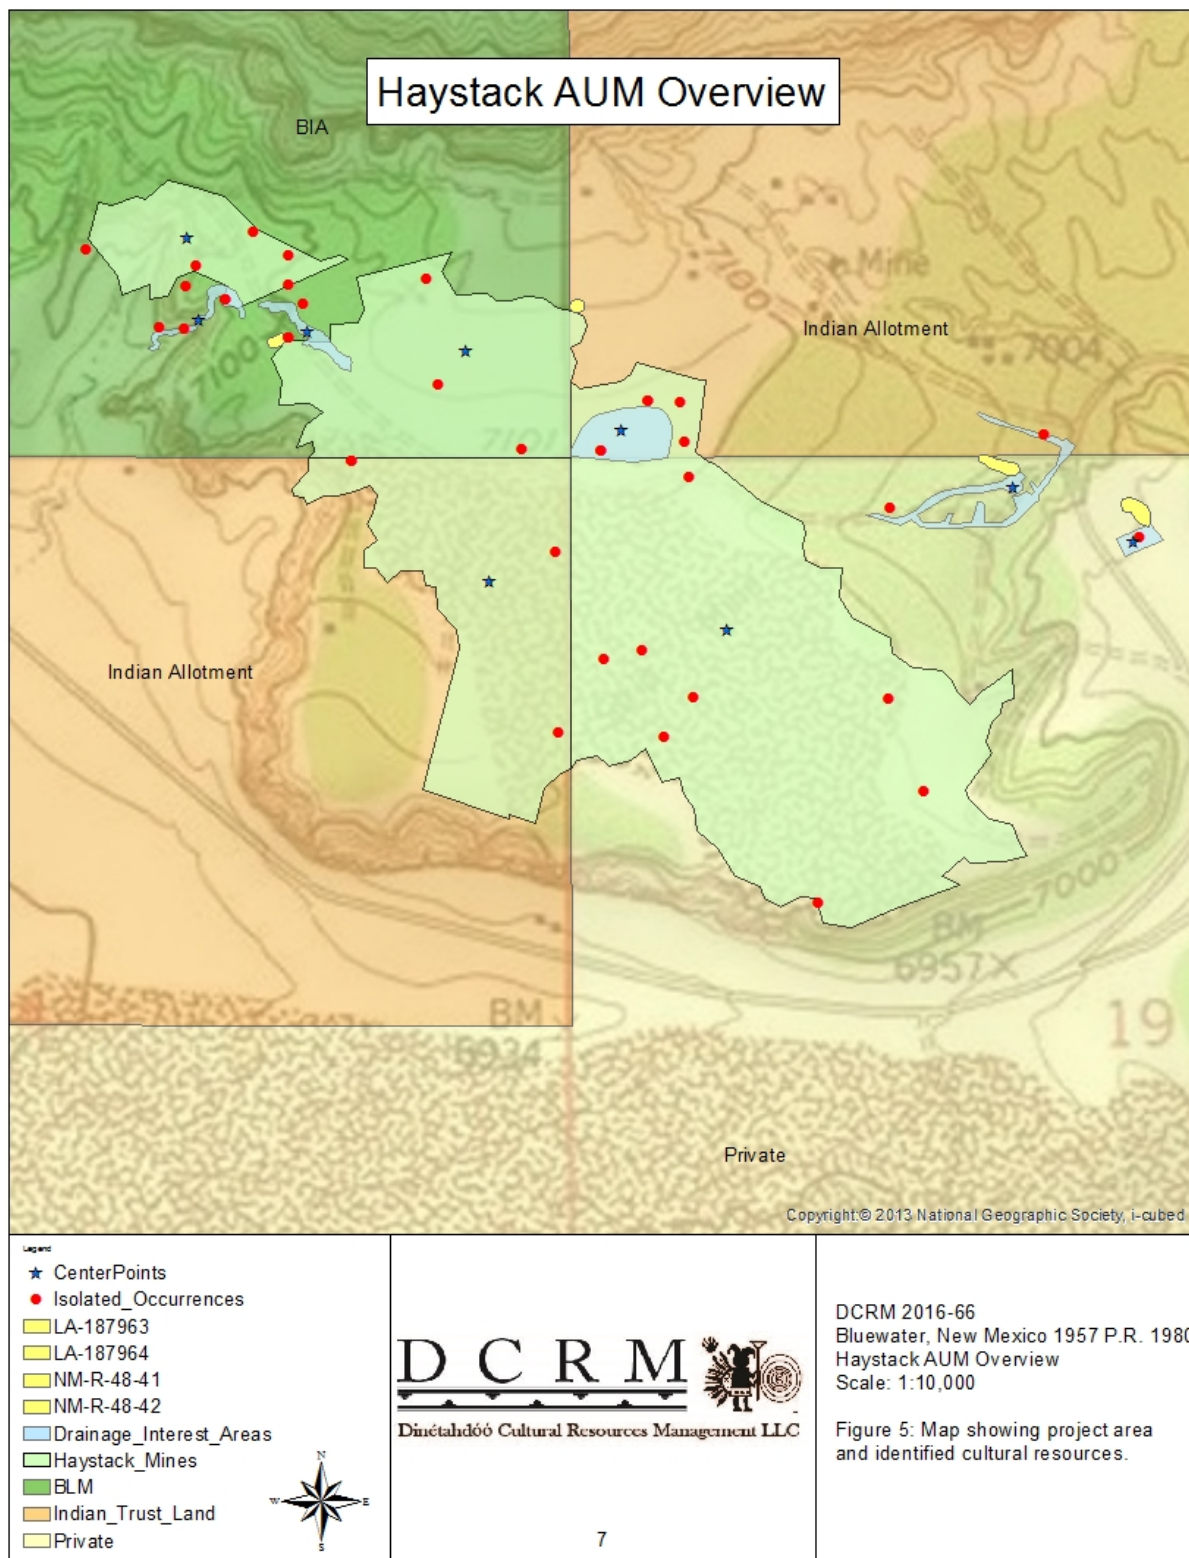 Haystack AUM Overview
BIA
Mine
7100
Indian Allotment
7004
7100
7101
Indian Allotment
7000
BM
6957×
BM
6934
19
Private
Copyright:© 2013 National Geographic Society, i-cubed
Legend
CenterPoints
Isolated_Occurrences
LA-187963
LA-187964
NM-R-48-41
NM-R-48-42
Drainage_Interest_Areas
Haystack_Mines
BLM
Indian_Trust_Land
Private
N
W E
S
D C R M
Dinétahdóó Cultural Resources Management LLC
7
DCRM 2016-66
Bluewater, New Mexico 1957 P.R. 1980
Haystack AUM Overview
Scale: 1:10,000
Figure 5: Map showing project area
and identified cultural resources.